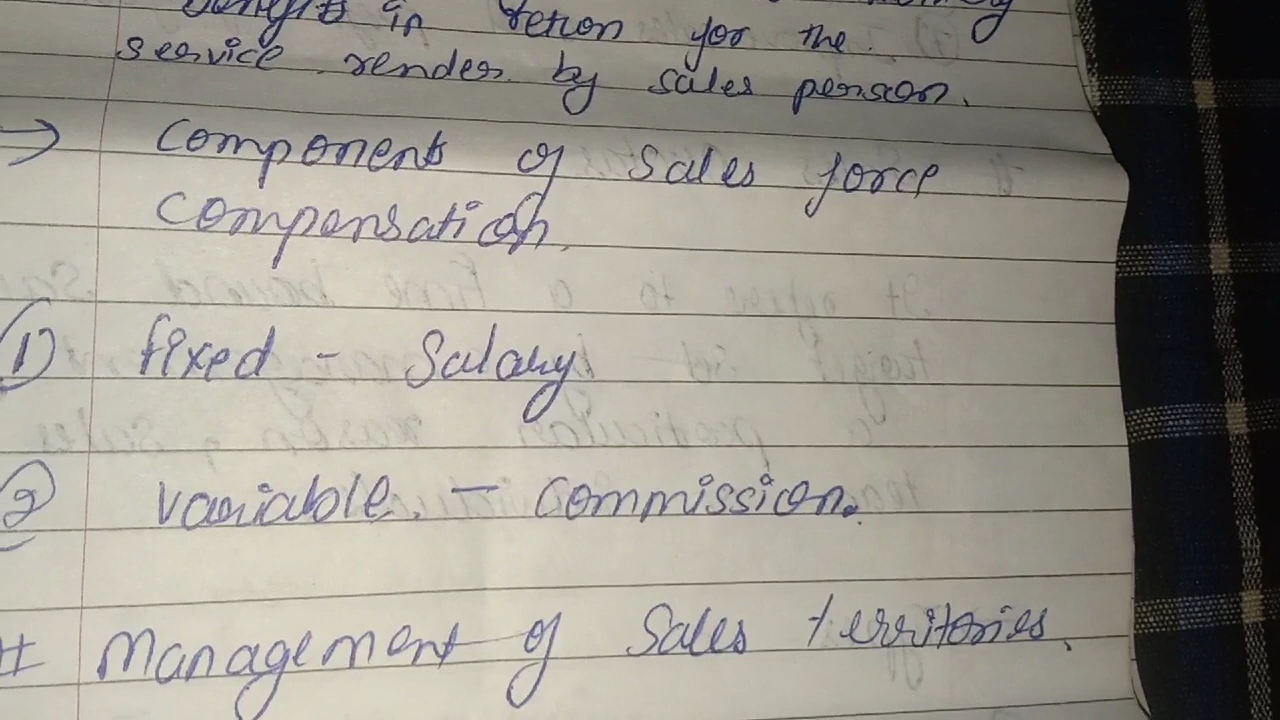 in retion for the
service render by sales person.
→ Components of Sales force
Compensation.
1) fixed - Salary
2) variable. - Commission.
# Management of Sales territories.